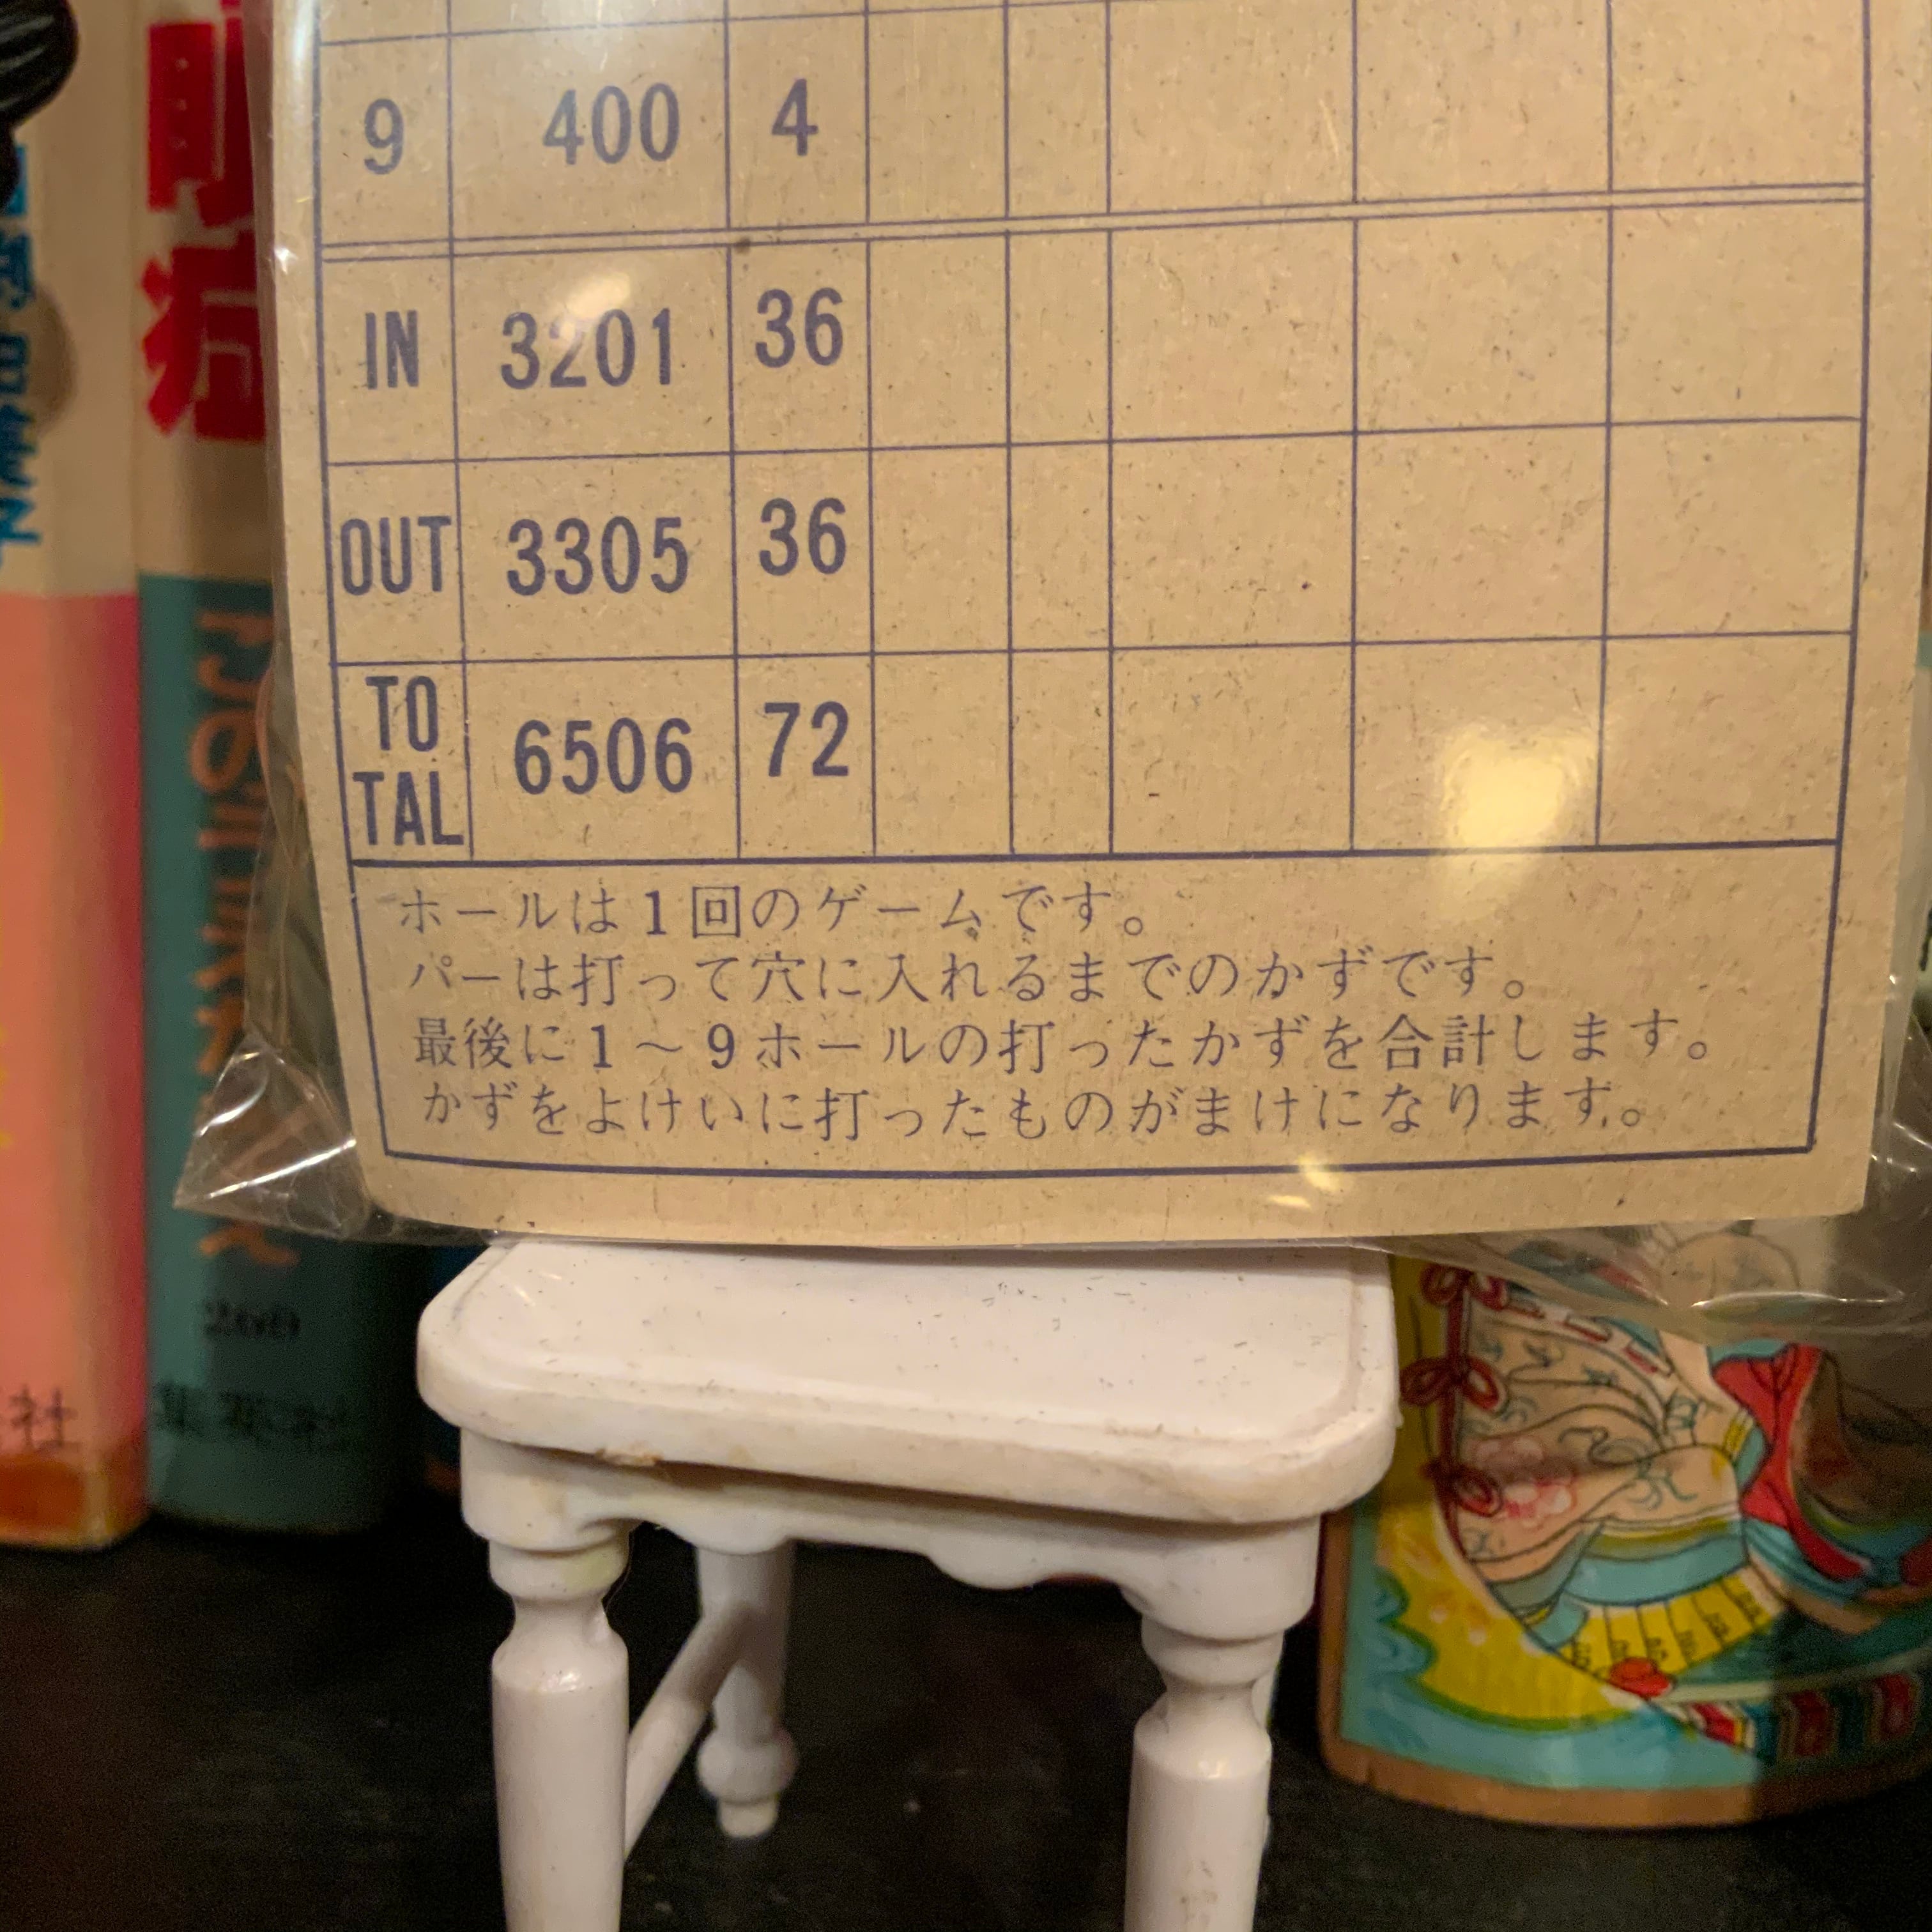 9 400 4
IN 3201 36
OUT 3305 36
TO
TAL 6506 72
ホールは1回のゲームです。
パーは打って穴に入れるまでのかずです。
最後に1～9ホールの打ったかずを合計します。
かずをよけいに打ったものがまけになります。
260
集英社